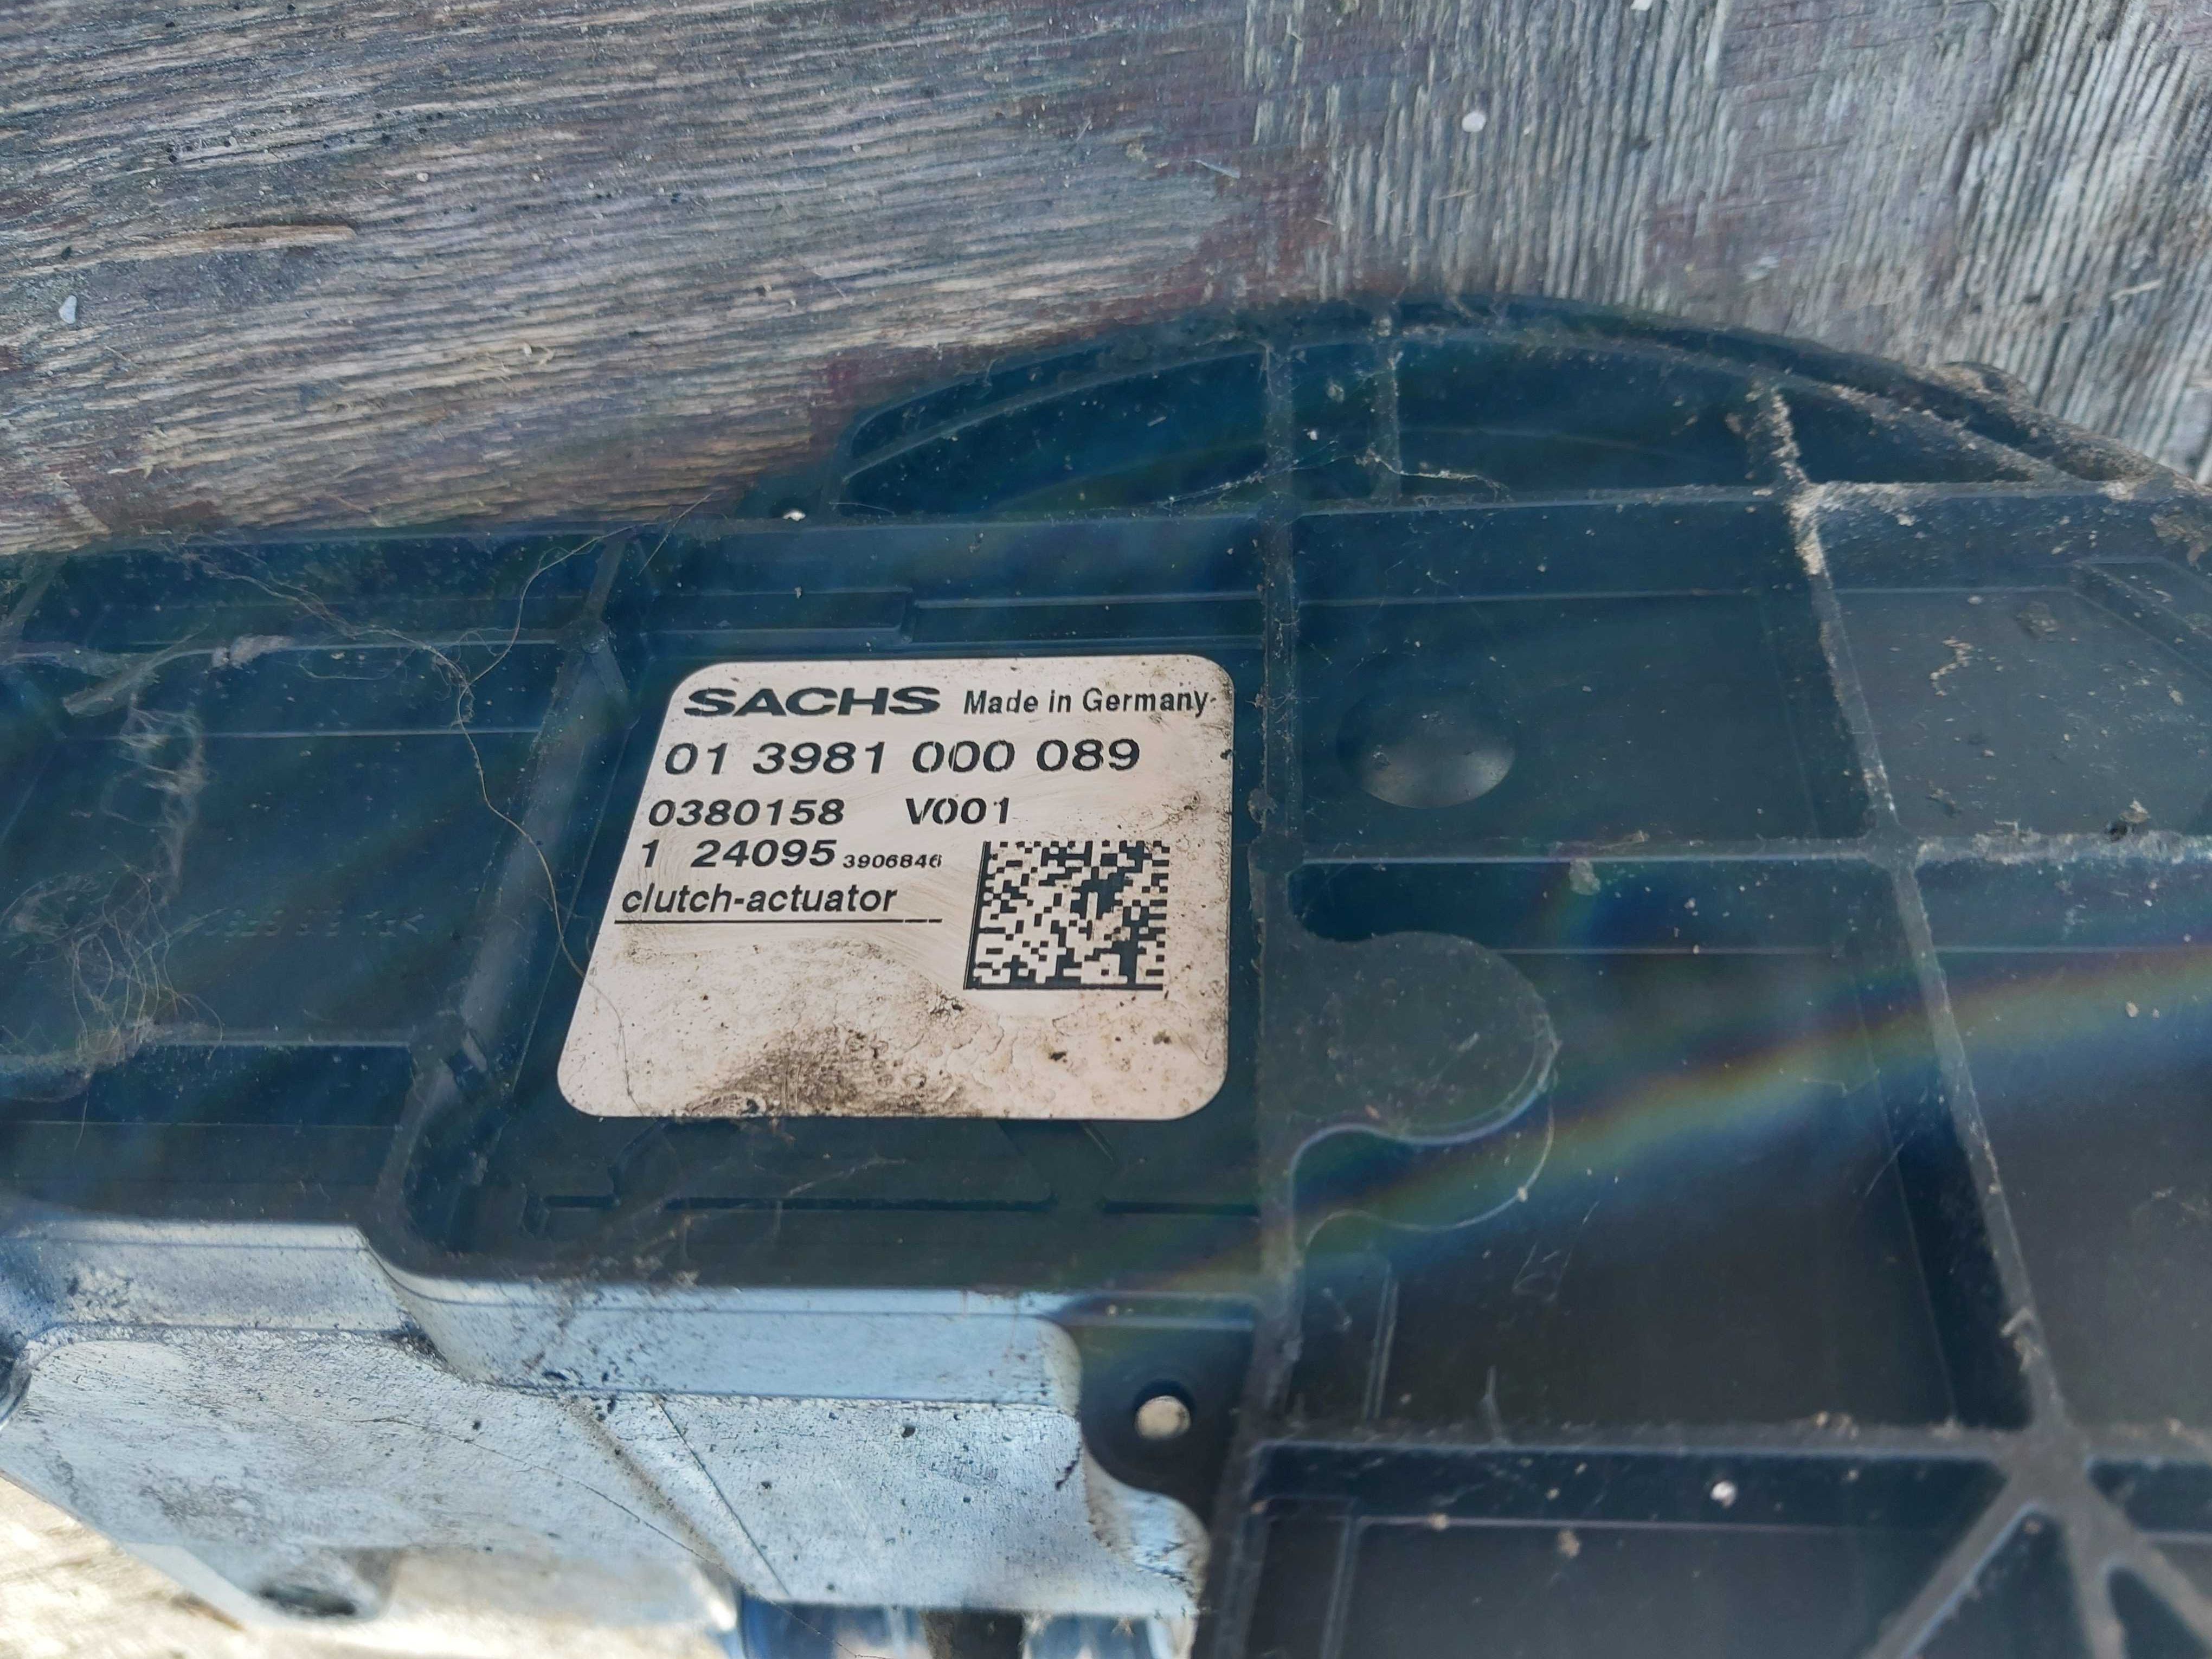 SACHS Made in Germany
01 3981 000 089
0380158 V001
1 24095 3906846
clutch-actuator